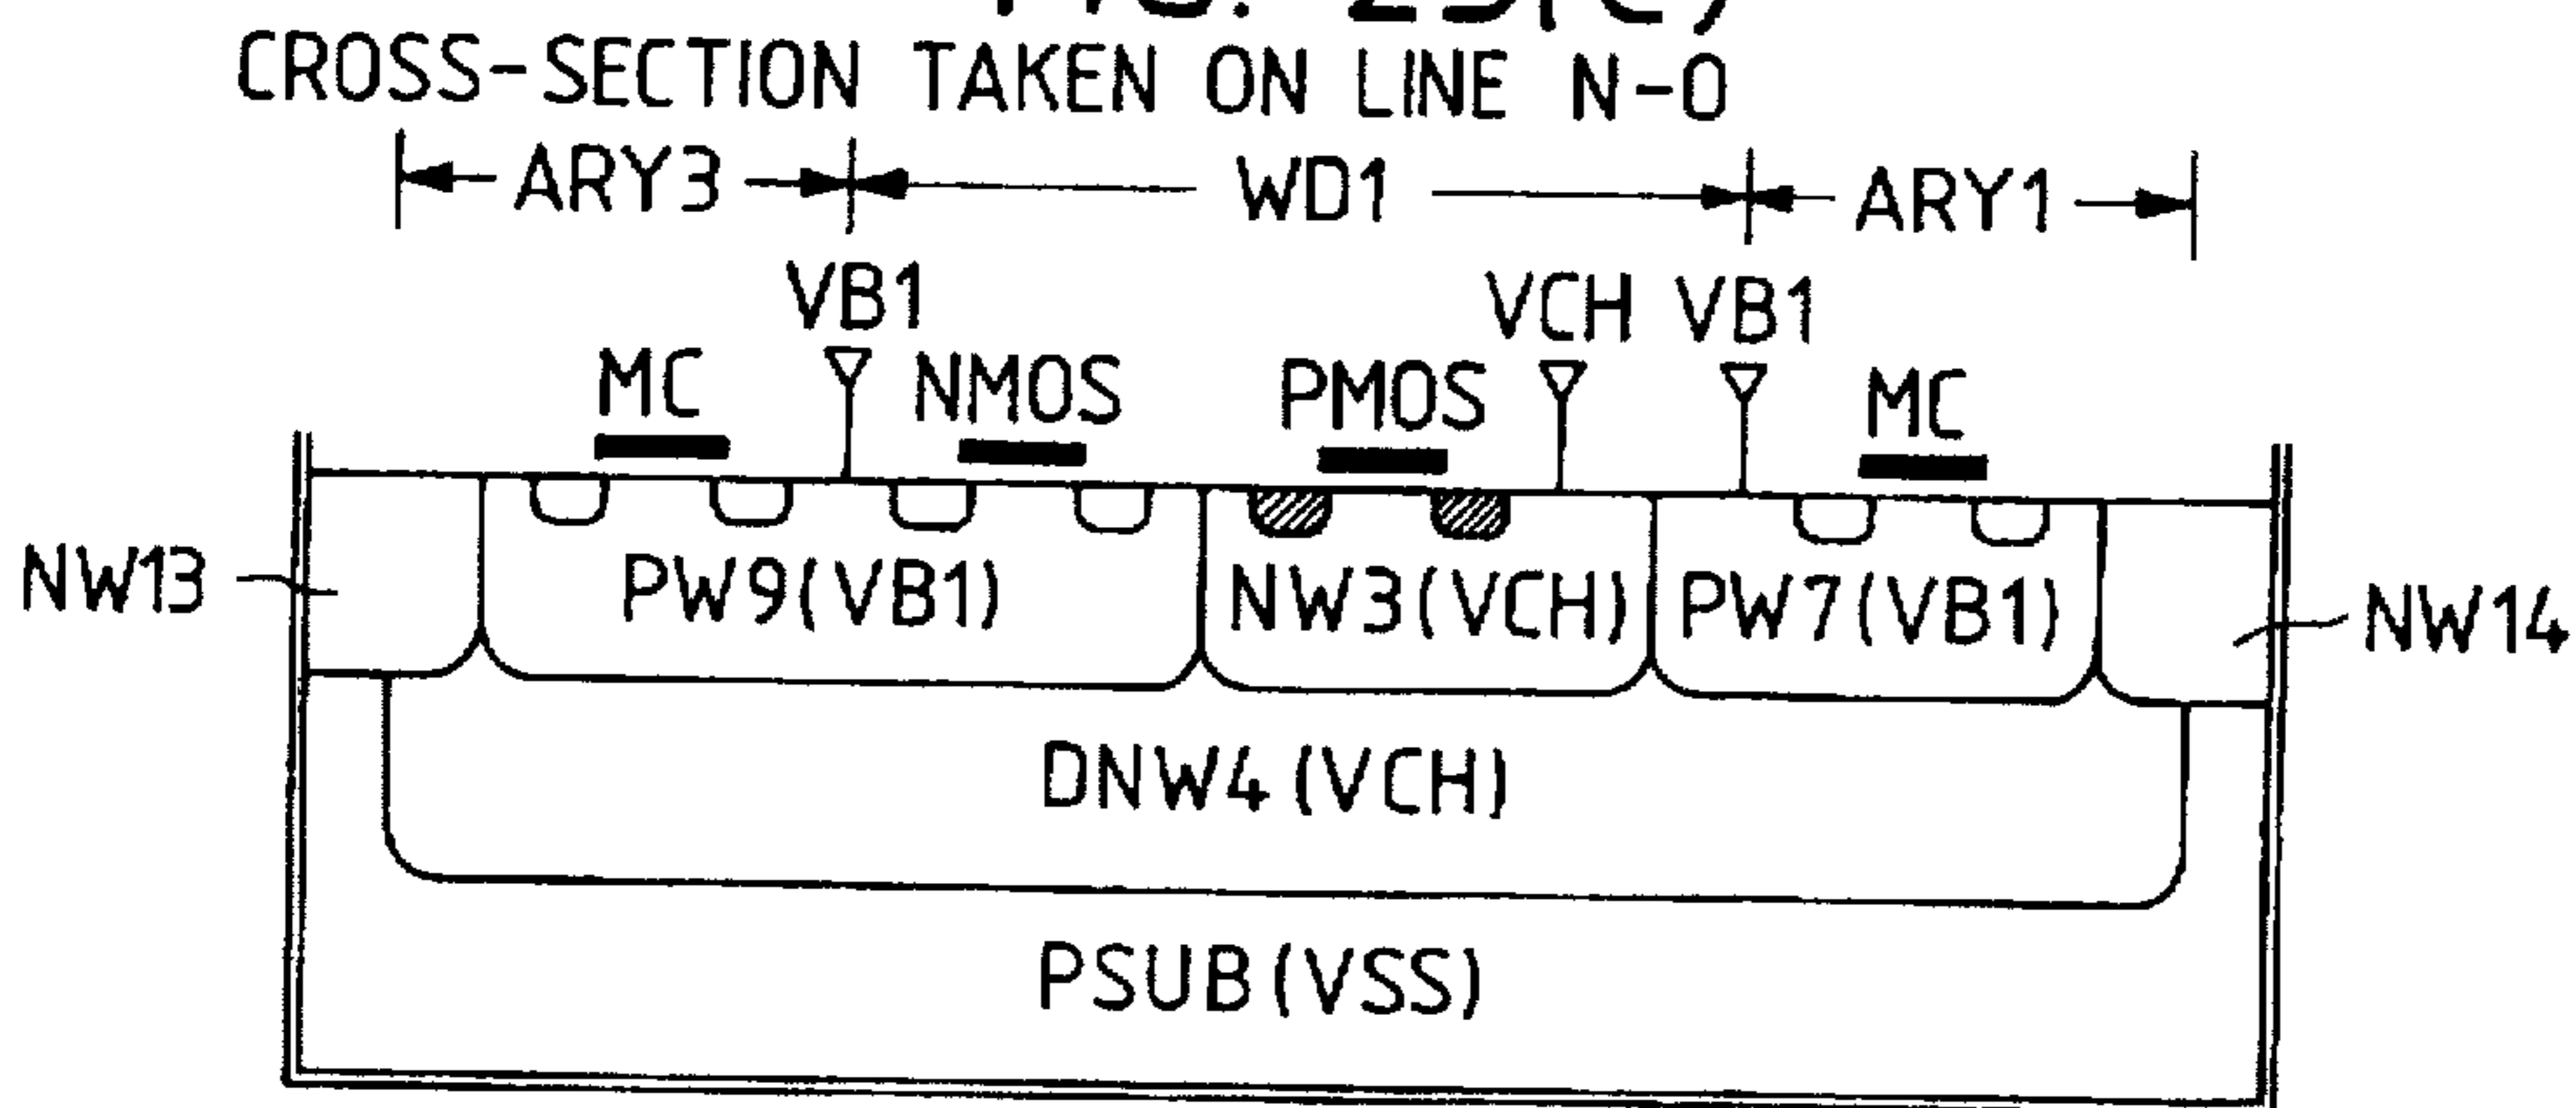 CROSS-SECTION TAKEN ON LINE N-O
ARY3 WD1 ARY1
VB1 VCH VB1
MC NMOS PMOS MC
NW13 PW9(VB1) NW3(VCH) PW7(VB1) NW14
DNW4(VCH)
PSUB(VSS)